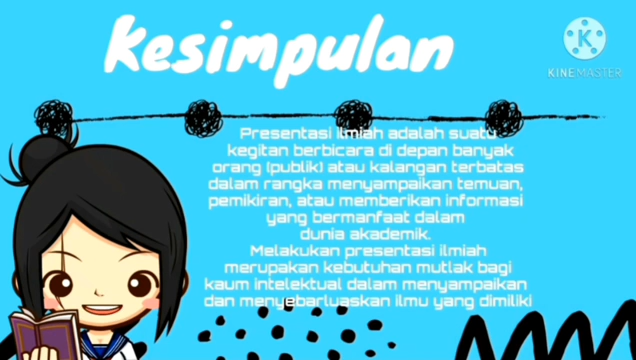 Kesimpulan
KINEMASTER
Presentasi ilmiah adalah suatu
kegitan berbicara di depan banyak
orang (publik) atau kalangan terbatas
dalam rangka menyampaikan temuan,
pemikiran, atau memberikan informasi
yang bermanfaat dalam
dunia akademik.
Melakukan presentasi ilmiah
merupakan kebutuhan mutlak bagi
kaum intelektual dalam menyampaikan
dan menyebarluaskan ilmu yang dimiliki